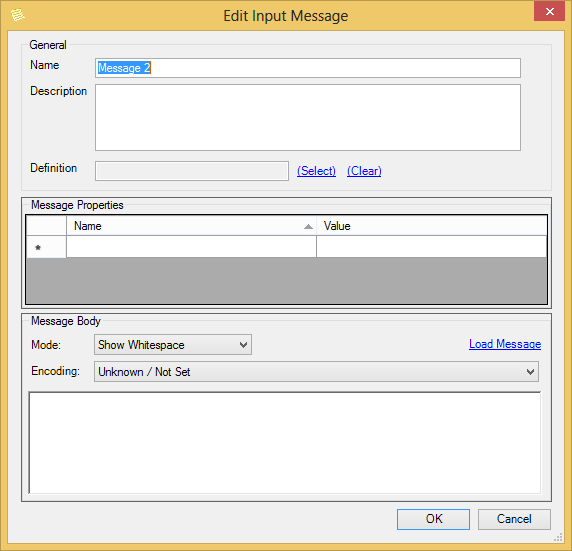 Edit Input Message
General
Name
Message 2
Description
Definition
(Select) (Clear)
Message Properties
Name Value
*
Message Body
Mode: Show Whitespace Load Message
Encoding: Unknown / Not Set
OK Cancel